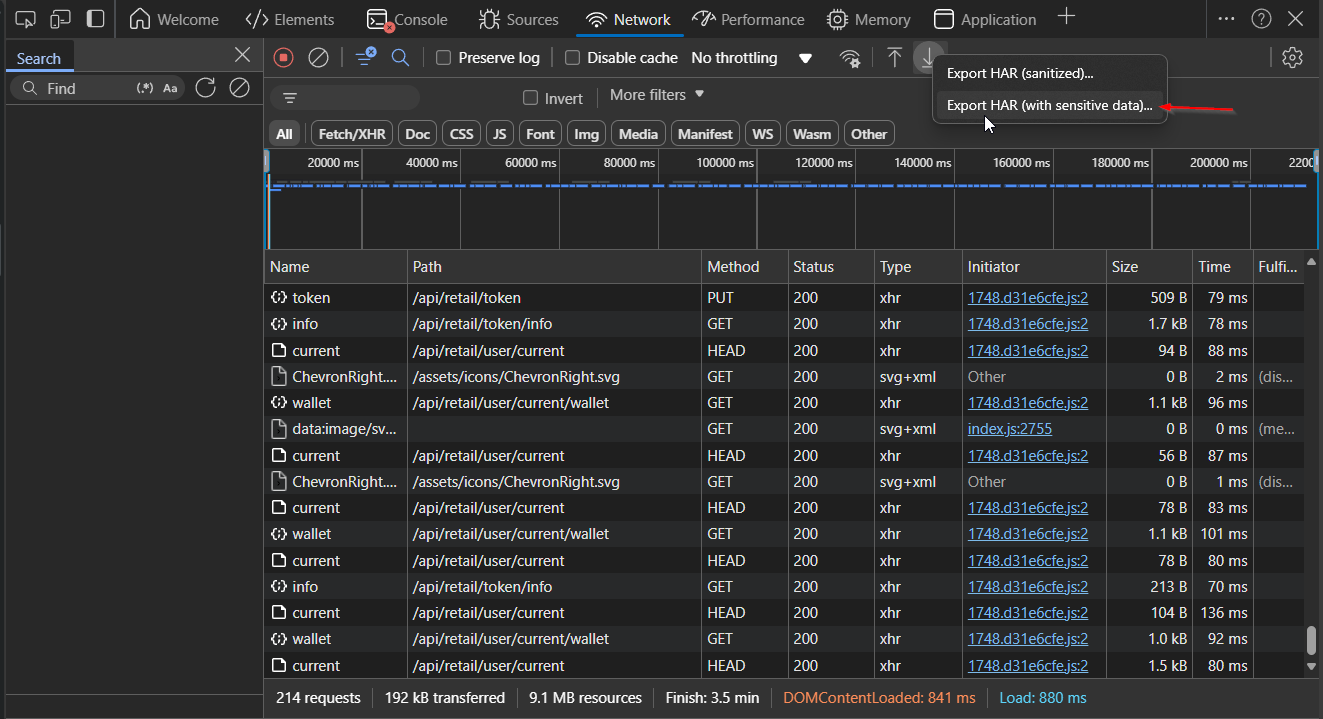 Welcome Elements Console Sources Network Performance Memory Application
Search
Find (.*) Aa
Preserve log Disable cache No throttling
Export HAR (sanitized)...
Export HAR (with sensitive data)...
Invert More filters
All Fetch/XHR Doc CSS JS Font Img Media Manifest WS Wasm Other
20000 ms 40000 ms 60000 ms 80000 ms 100000 ms 120000 ms 140000 ms 160000 ms 180000 ms 200000 ms 2200
Name Path Method Status Type Initiator Size Time Fulfi...
token /api/retail/token PUT 200 xhr 1748.d31e6cfe.js:2 509 B 79 ms
info /api/retail/token/info GET 200 xhr 1748.d31e6cfe.js:2 1.7 kB 78 ms
current /api/retail/user/current HEAD 200 xhr 1748.d31e6cfe.js:2 94 B 88 ms
ChevronRight.... /assets/icons/ChevronRight.svg GET 200 svg+xml Other 0 B 2 ms (dis...
wallet /api/retail/user/current/wallet GET 200 xhr 1748.d31e6cfe.js:2 1.1 kB 96 ms
data:image/sv... GET 200 svg+xml index.js:2755 0 B 0 ms (me...
current /api/retail/user/current HEAD 200 xhr 1748.d31e6cfe.js:2 56 B 87 ms
ChevronRight.... /assets/icons/ChevronRight.svg GET 200 svg+xml Other 0 B 1 ms (dis...
current /api/retail/user/current HEAD 200 xhr 1748.d31e6cfe.js:2 78 B 83 ms
wallet /api/retail/user/current/wallet GET 200 xhr 1748.d31e6cfe.js:2 1.1 kB 101 ms
current /api/retail/user/current HEAD 200 xhr 1748.d31e6cfe.js:2 78 B 80 ms
info /api/retail/token/info GET 200 xhr 1748.d31e6cfe.js:2 213 B 70 ms
current /api/retail/user/current HEAD 200 xhr 1748.d31e6cfe.js:2 104 B 136 ms
wallet /api/retail/user/current/wallet GET 200 xhr 1748.d31e6cfe.js:2 1.0 kB 92 ms
current /api/retail/user/current HEAD 200 xhr 1748.d31e6cfe.js:2 1.5 kB 80 ms
214 requests 192 kB transferred 9.1 MB resources Finish: 3.5 min DOMContentLoaded: 841 ms Load: 880 ms